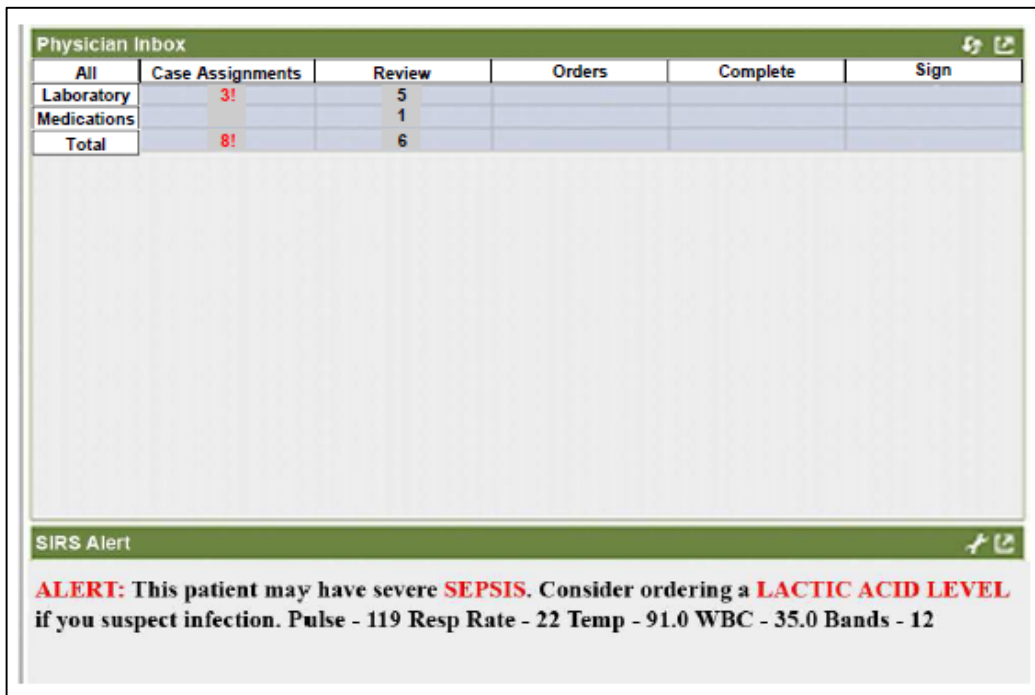 Physician Inbox
All Case Assignments Review Orders Complete Sign
Laboratory 3! 5
Medications 1
Total 8! 6
SIRS Alert
ALERT: This patient may have severe SEPSIS. Consider ordering a LACTIC ACID LEVEL
if you suspect infection. Pulse - 119 Resp Rate - 22 Temp - 91.0 WBC - 35.0 Bands - 12